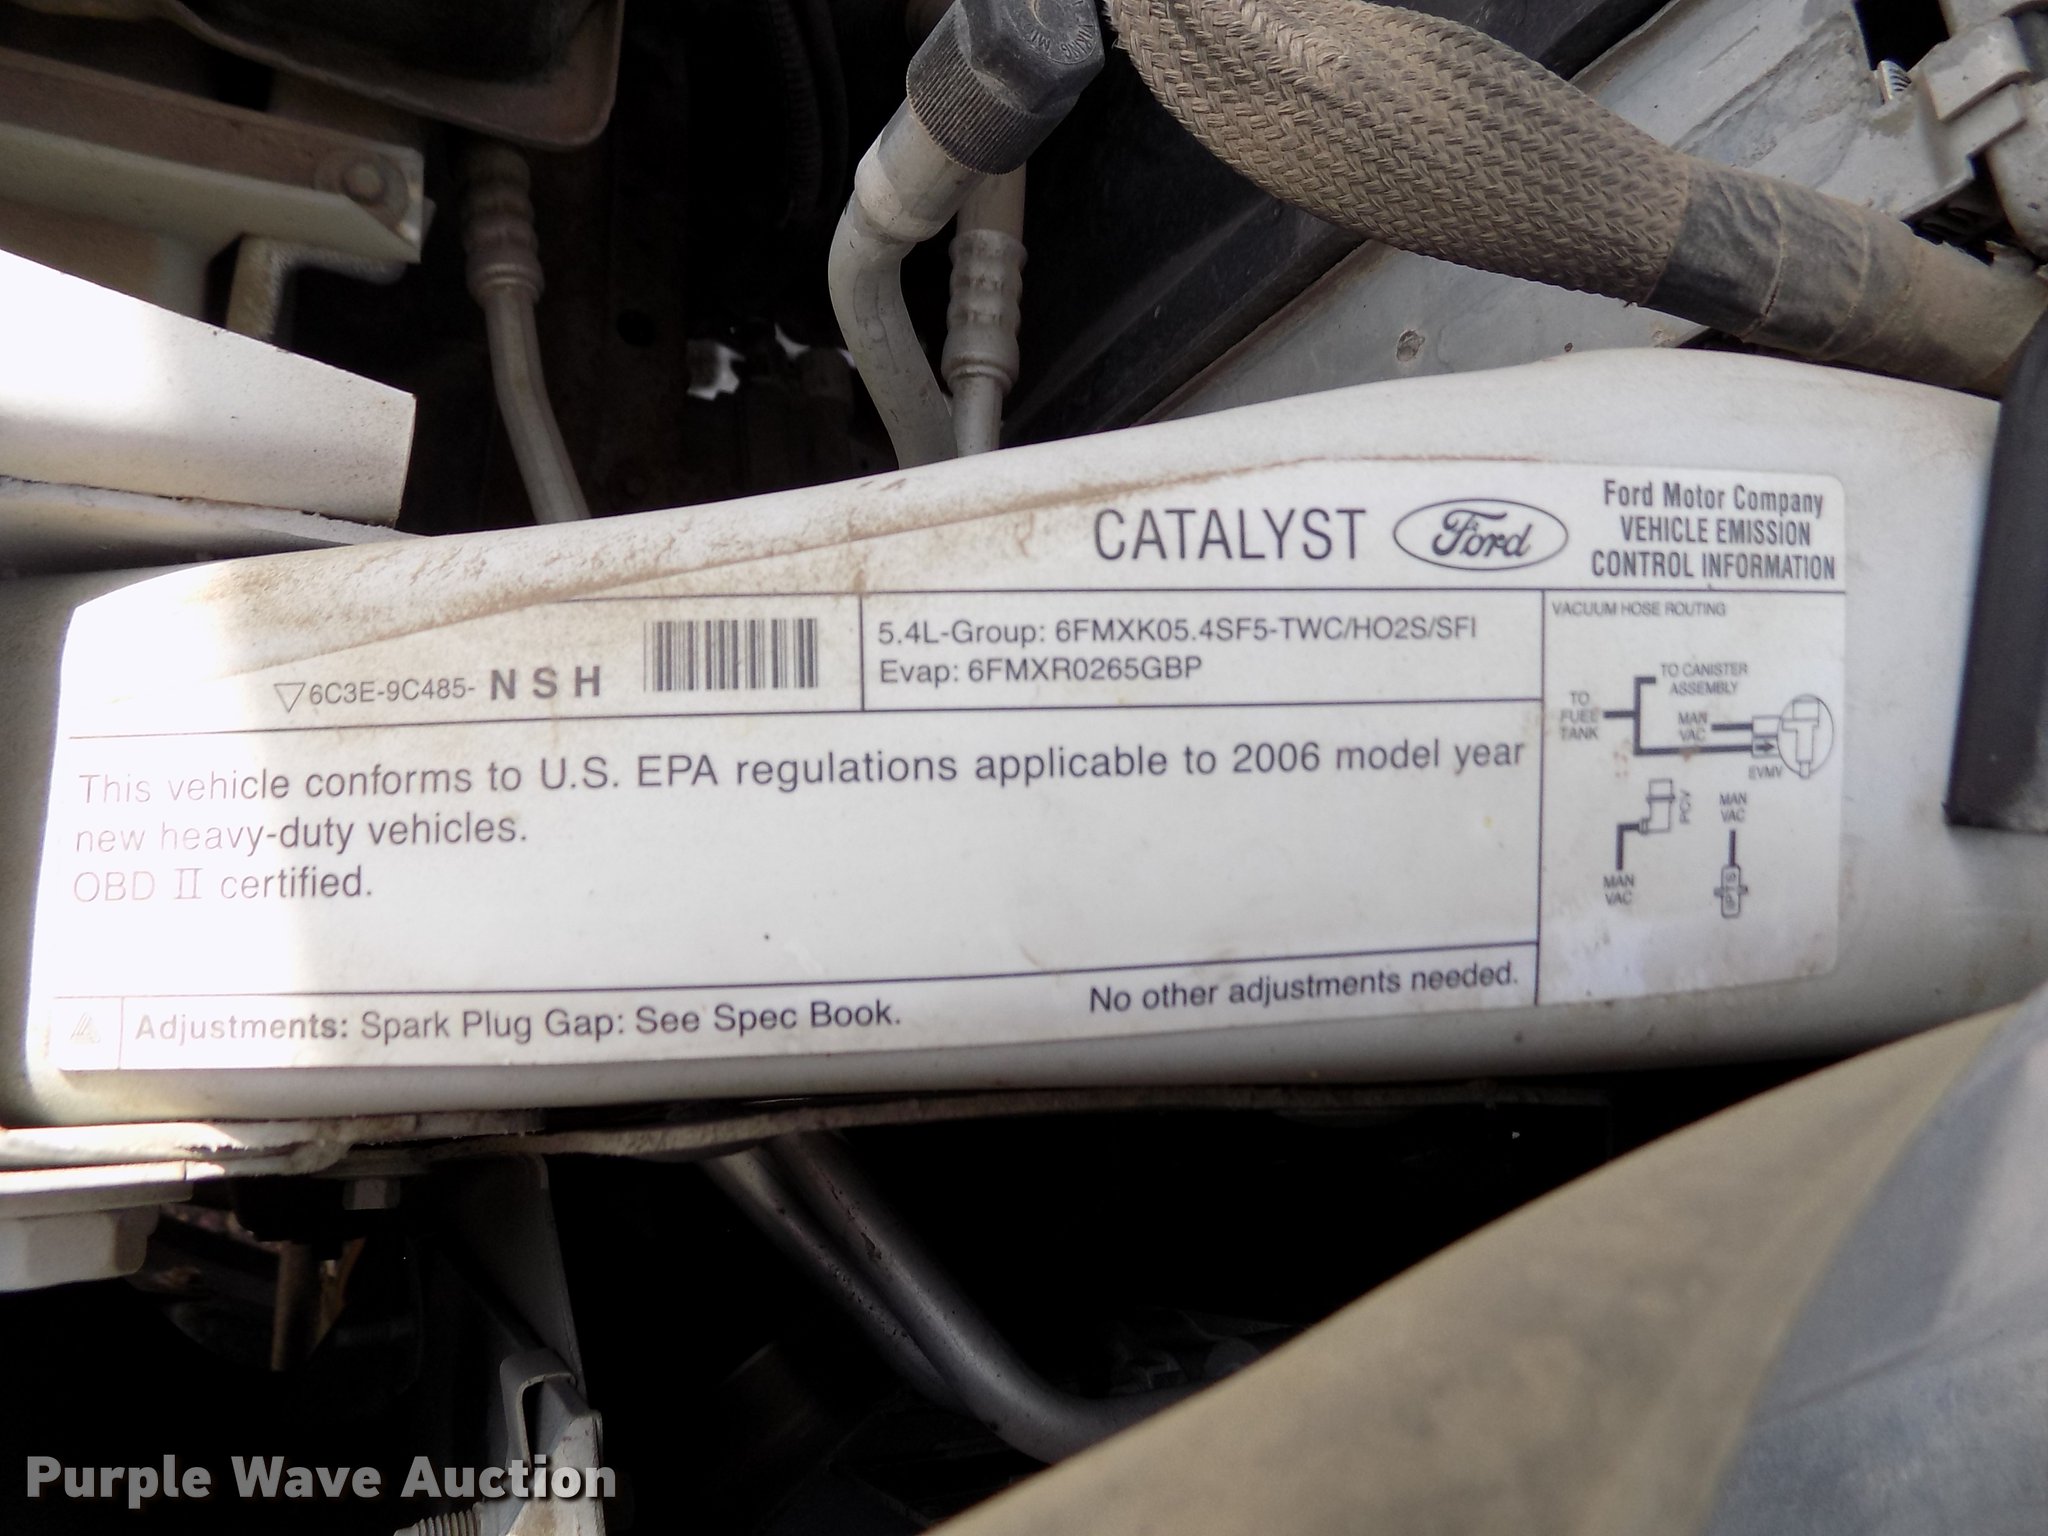 CATALYST
Ford
Ford Motor Company
VEHICLE EMISSION
CONTROL INFORMATION
6C3E-9C485- NSH
5.4L-Group: 6FMXK05.4SF5-TWC/HO2S/SFI
Evap: 6FMXR0265GBP
This vehicle conforms to U.S. EPA regulations applicable to 2006 model year
new heavy-duty vehicles.
OBD II certified.
Adjustments: Spark Plug Gap: See Spec Book.
No other adjustments needed.
VACUUM HOSE ROUTING
TO CANISTER
ASSEMBLY
TO
FUEL
TANK
MAN
VAC
EVMV
PCV
MAN
VAC
MAN
VAC
Purple Wave Auction